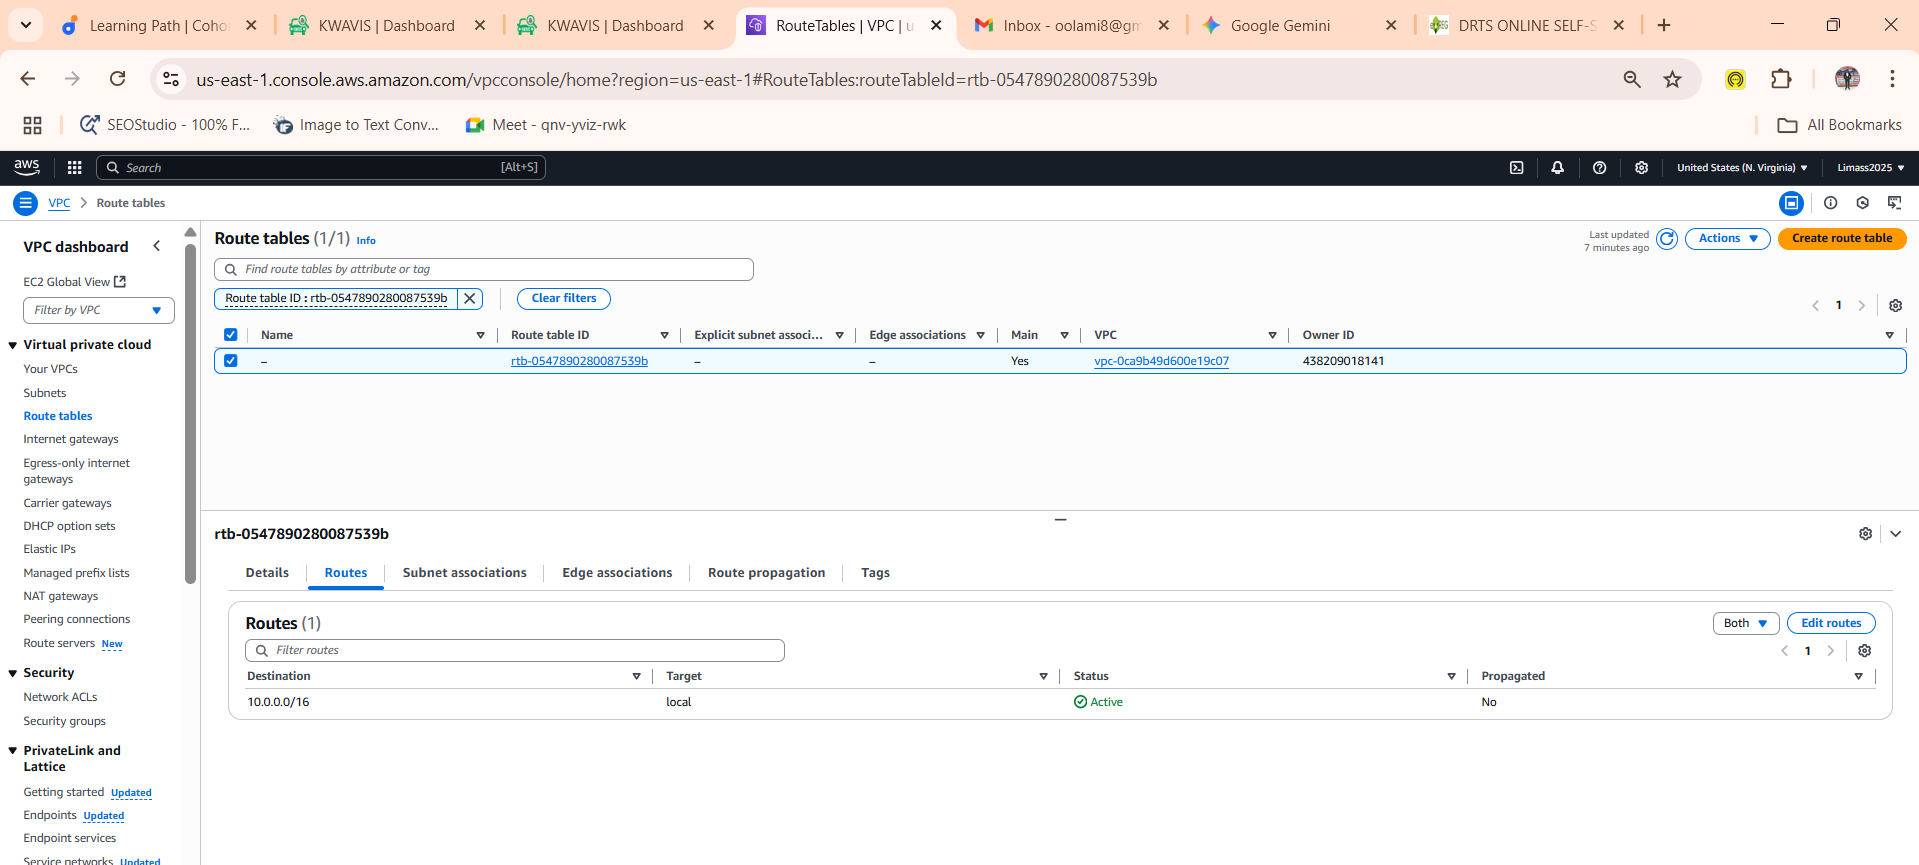 Learning Path | Coho
KWAVIS | Dashboard
KWAVIS | Dashboard
RouteTables | VPC | u
Inbox - oolami8@gm
Google Gemini
DRTS ONLINE SELF-S
us-east-1.console.aws.amazon.com/vpcconsole/home?region=us-east-1#RouteTables:routeTableId=rtb-0547890280087539b
SEOStudio - 100% F...
Image to Text Conv...
Meet - qnv-yviz-rwk
All Bookmarks
aws
Search
[Alt+S]
United States (N. Virginia)
Limass2025
VPC
Route tables
VPC dashboard
EC2 Global View
Filter by VPC
Virtual private cloud
Your VPCs
Subnets
Route tables
Internet gateways
Egress-only internet
gateways
Carrier gateways
DHCP option sets
Elastic IPs
Managed prefix lists
NAT gateways
Peering connections
Route servers New
Security
Network ACLs
Security groups
PrivateLink and
Lattice
Getting started Updated
Endpoints Updated
Endpoint services
Service networks Updated
Route tables (1/1) Info
Last updated
7 minutes ago
Actions
Create route table
Find route tables by attribute or tag
Route table ID : rtb-0547890280087539b
Clear filters
1
Name Route table ID Explicit subnet associ... Edge associations Main VPC Owner ID
– rtb-0547890280087539b – – Yes vpc-0ca9b49d600e19c07 438209018141
rtb-0547890280087539b
Details Routes Subnet associations Edge associations Route propagation Tags
Routes (1)
Both
Edit routes
Filter routes
1
Destination Target Status Propagated
10.0.0.0/16 local Active No